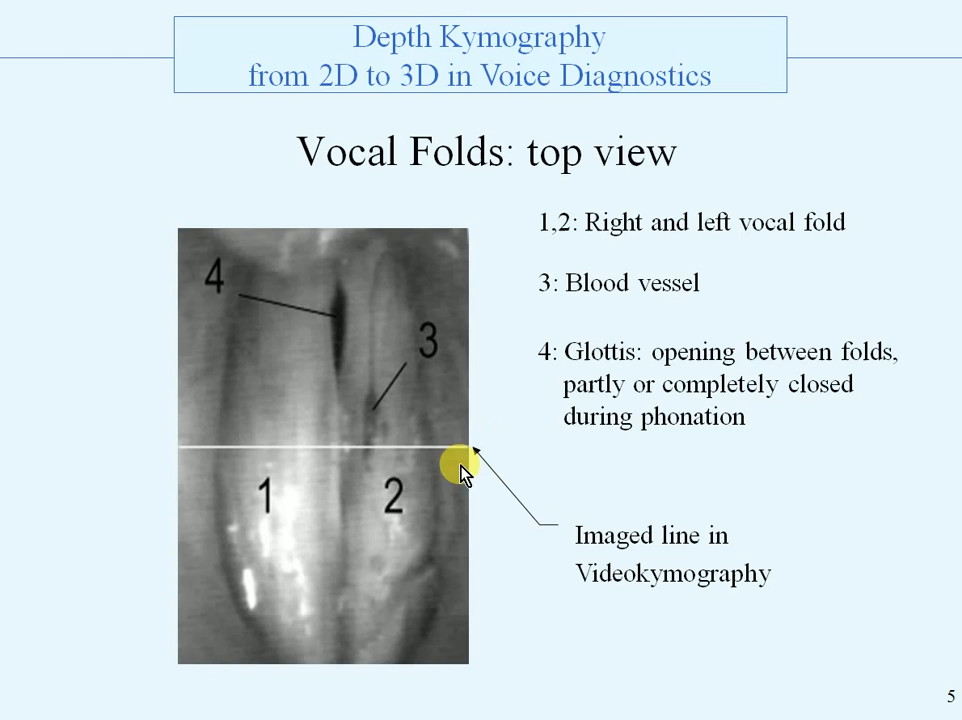 Depth Kymography
from 2D to 3D in Voice Diagnostics
Vocal Folds: top view
1,2: Right and left vocal fold
3: Blood vessel
4: Glottis: opening between folds,
partly or completely closed
during phonation
4
3
1
2
Imaged line in
Videokymography
5